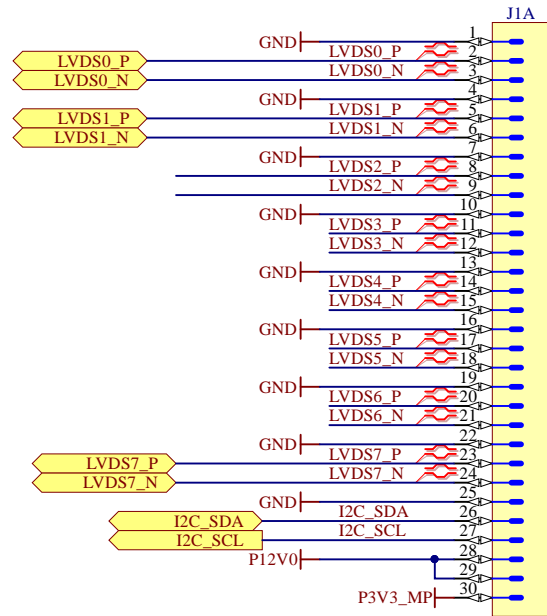 J1A
GND 1
LVDS0_P LVDS0_P 2
LVDS0_N LVDS0_N 3
GND 4
LVDS1_P LVDS1_P 5
LVDS1_N LVDS1_N 6
GND 7
LVDS2_P 8
LVDS2_N 9
GND 10
LVDS3_P 11
LVDS3_N 12
GND 13
LVDS4_P 14
LVDS4_N 15
GND 16
LVDS5_P 17
LVDS5_N 18
GND 19
LVDS6_P 20
LVDS6_N 21
GND 22
LVDS7_P LVDS7_P 23
LVDS7_N LVDS7_N 24
GND 25
I2C_SDA I2C_SDA 26
I2C_SCL I2C_SCL 27
P12V0 28
29
P3V3_MP 30